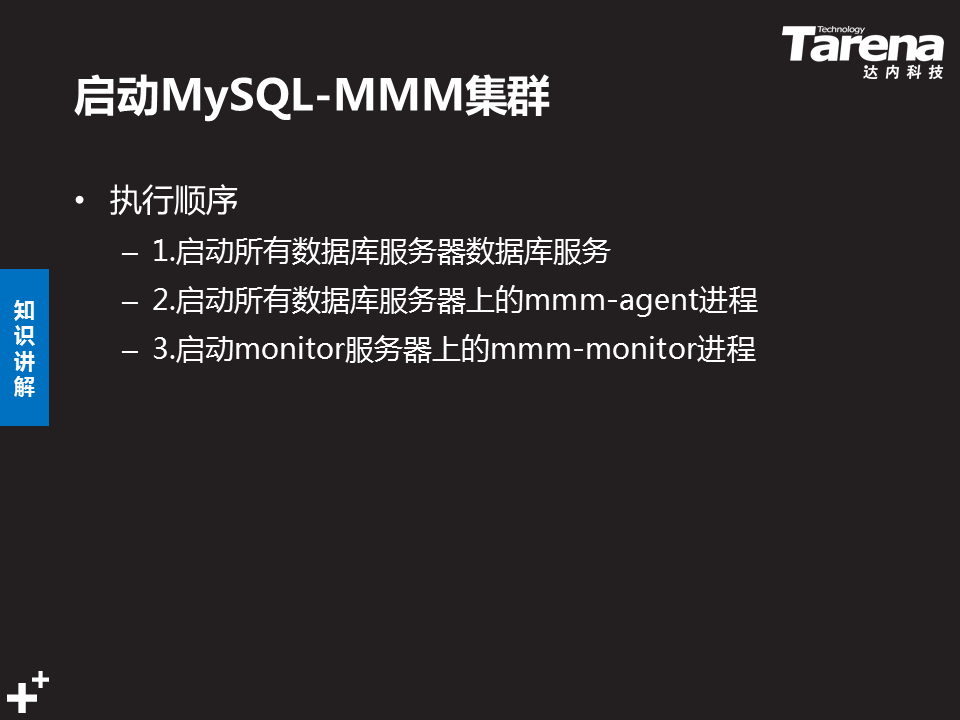 Technology
Tarena
达内科技
启动MySQL-MMM集群
• 执行顺序
– 1.启动所有数据库服务器数据库服务
– 2.启动所有数据库服务器上的mmm-agent进程
– 3.启动monitor服务器上的mmm-monitor进程
知
识
讲
解